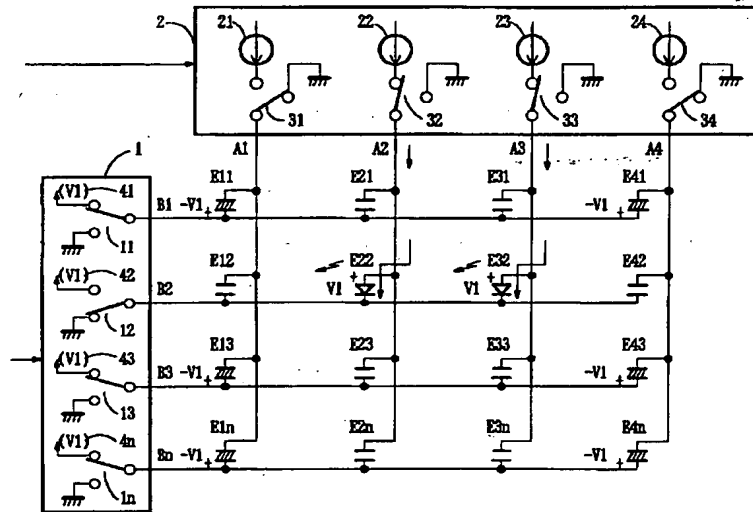 2 21 22 23 24
31 32 33 34
1 A1 A2 A3 A4
(V1) 41 B1 -V1 + E11 E21 E31 -V1 + E41
11
(V1) 42 B2 E12 E22 + V1 E32 + V1 E42
12
(V1) 43 B3 -V1 + E13 E23 E33 -V1 + E43
13
(V1) 4n Bn -V1 + E1n E2n E3n -V1 + E4n
1n